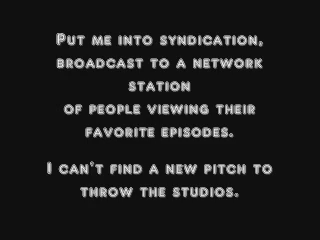 Put me into syndication,
broadcast to a network
station
of people viewing their
favorite episodes.
I can't find a new pitch to
throw the studios.